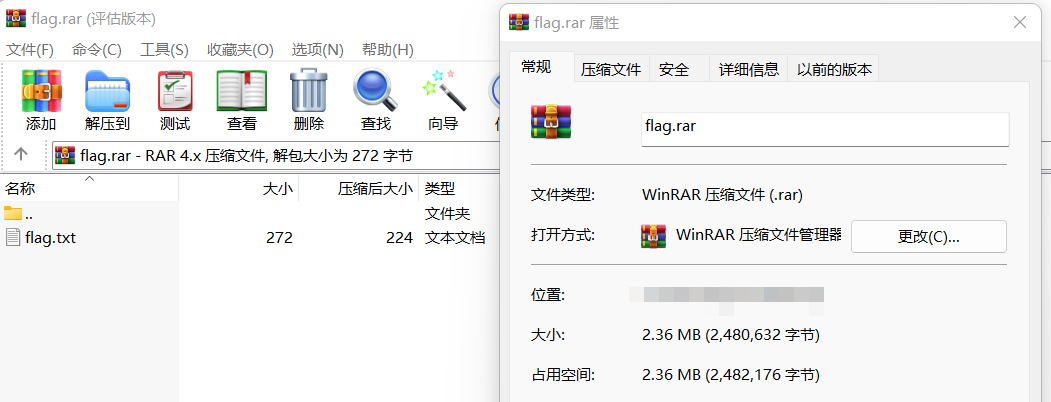 flag.rar (评估版本)
文件(F) 命令(C) 工具(S) 收藏夹(O) 选项(N) 帮助(H)
添加 解压到 测试 查看 删除 查找 向导
flag.rar - RAR 4.x 压缩文件, 解包大小为 272 字节
名称 大小 压缩后大小 类型
.. 文件夹
flag.txt 272 224 文本文档
flag.rar 属性
常规 压缩文件 安全 详细信息 以前的版本
flag.rar
文件类型: WinRAR 压缩文件 (.rar)
打开方式: WinRAR 压缩文件管理器 更改(C)...
位置:
大小: 2.36 MB (2,480,632 字节)
占用空间: 2.36 MB (2,482,176 字节)